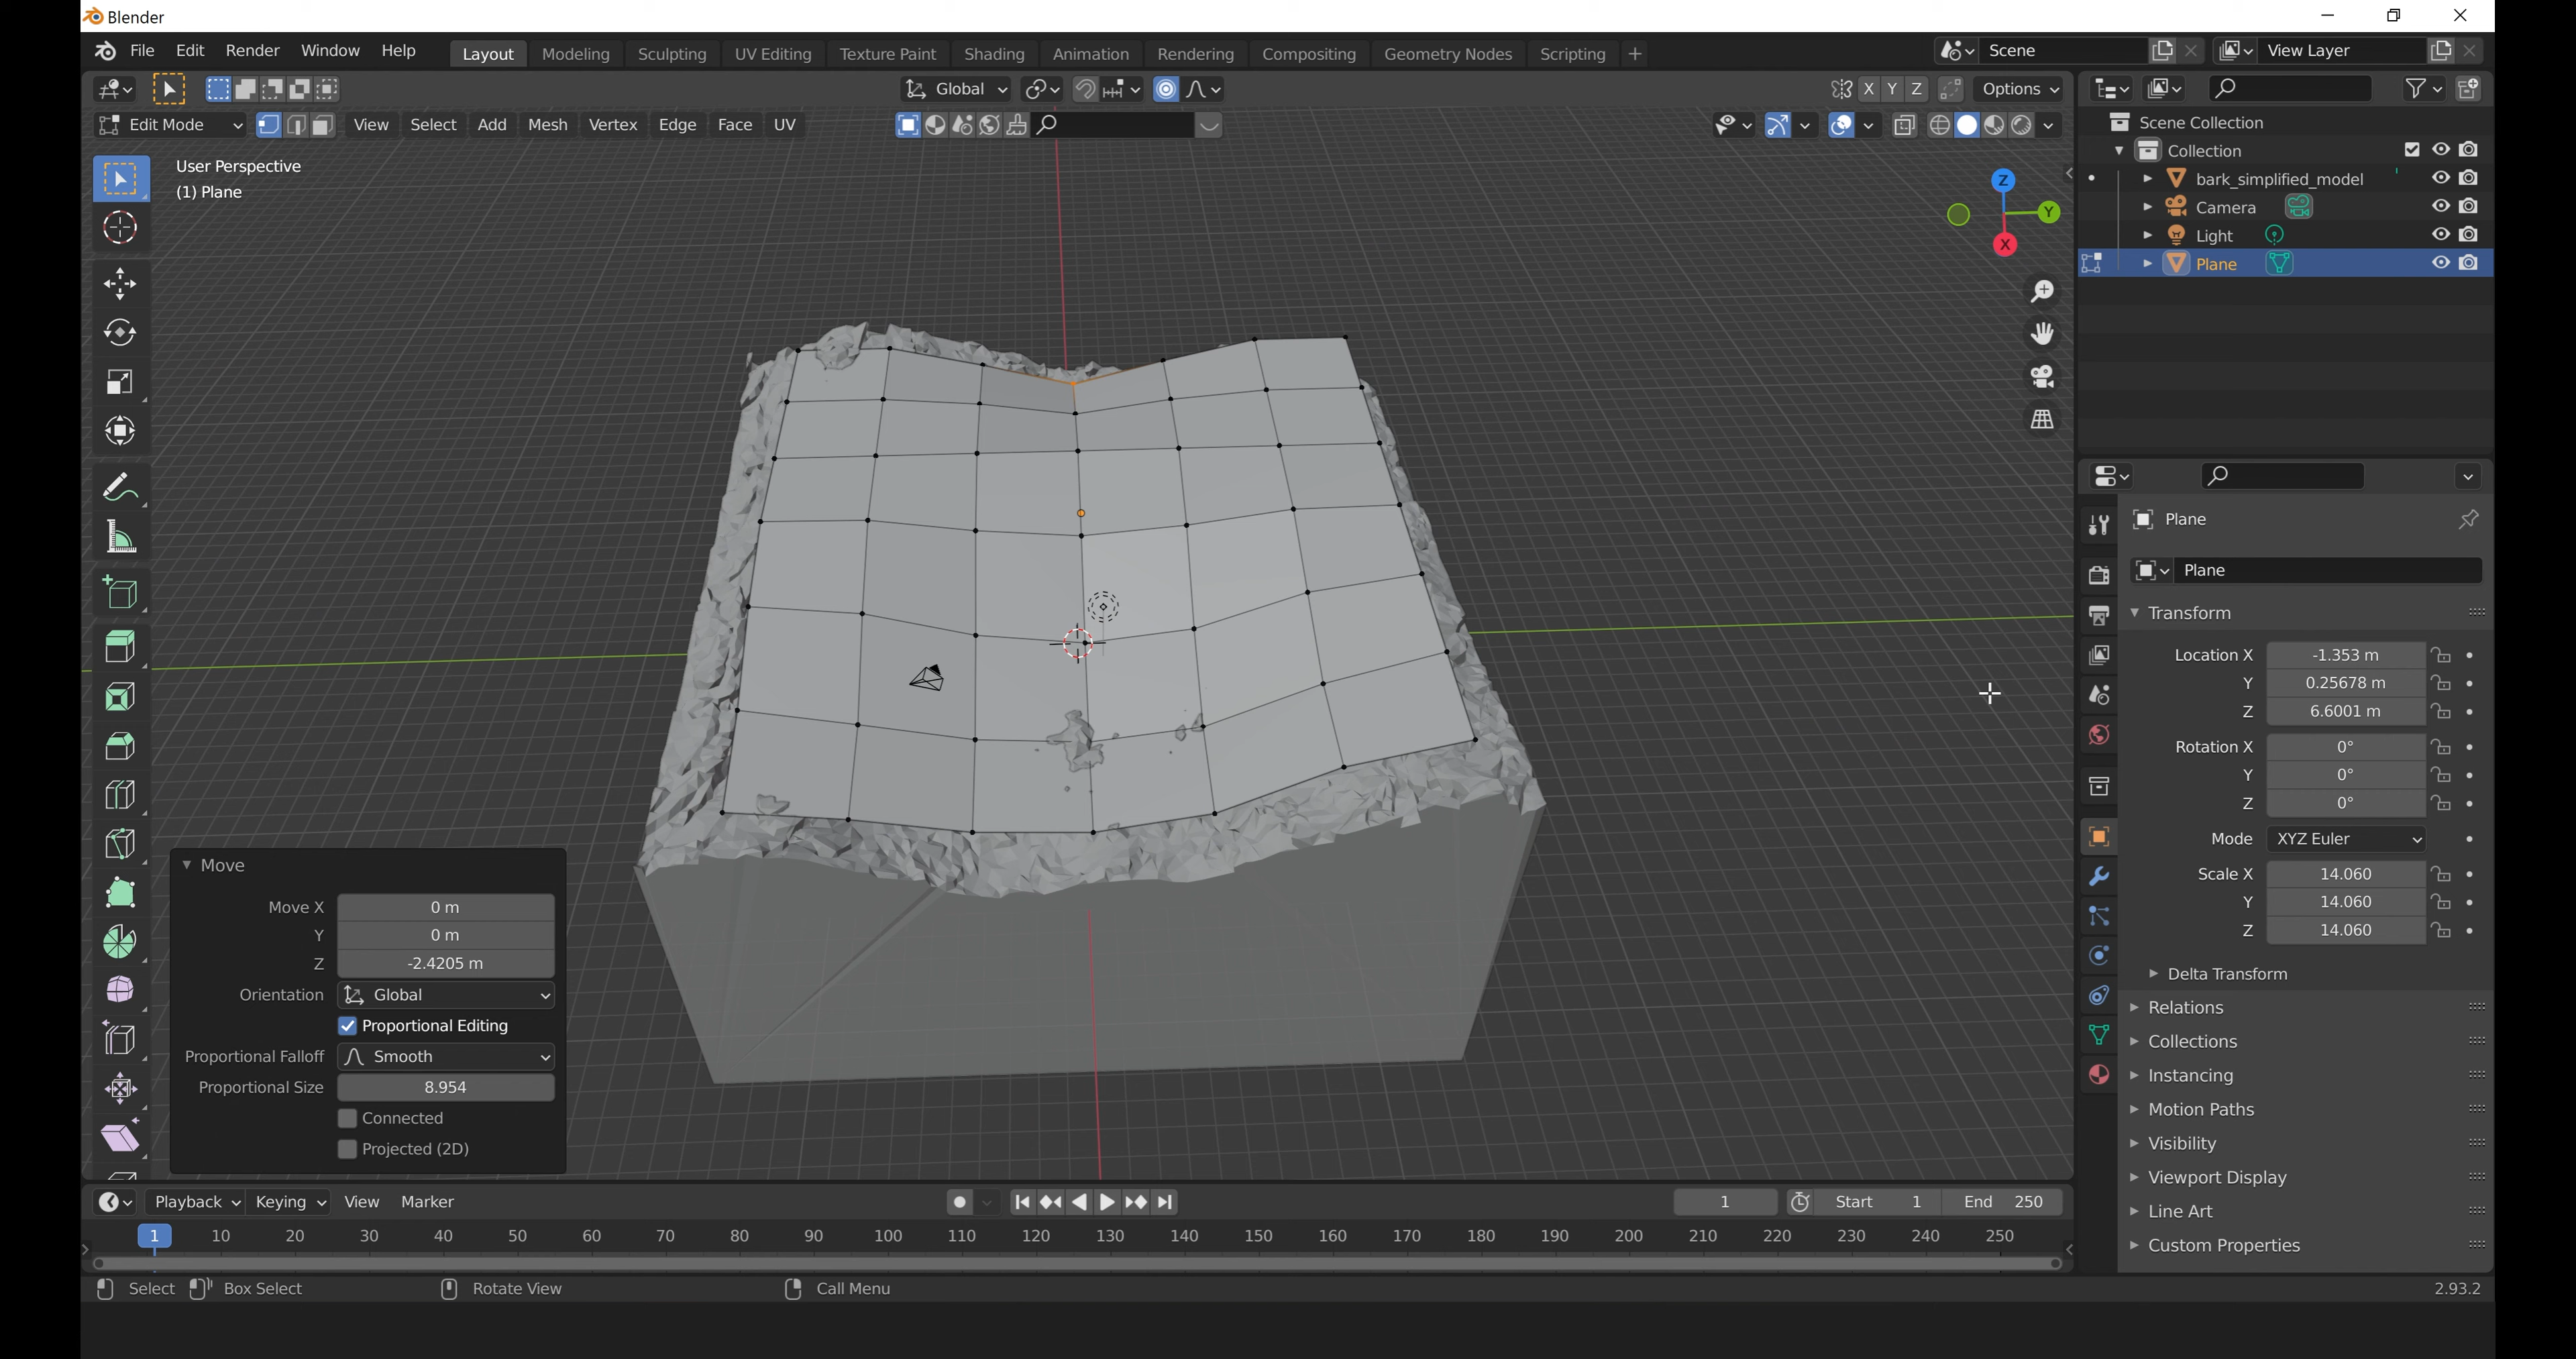 Blender
File Edit Render Window Help Layout Modeling Sculpting UV Editing Texture Paint Shading Animation Rendering Compositing Geometry Nodes Scripting + Scene View Layer
Global X Y Z Options
Edit Mode View Select Add Mesh Vertex Edge Face UV
User Perspective
(1) Plane
Z
Y
X
Scene Collection
Collection
bark_simplified_model
Camera
Light
Plane
Plane
Plane
Transform
Location X -1.353 m
Y 0.25678 m
Z 6.6001 m
Rotation X 0°
Y 0°
Z 0°
Mode XYZ Euler
Scale X 14.060
Y 14.060
Z 14.060
Delta Transform
Relations
Collections
Instancing
Motion Paths
Visibility
Viewport Display
Line Art
Custom Properties
Move
Move X 0 m
Y 0 m
Z -2.4205 m
Orientation Global
Proportional Editing
Proportional Falloff Smooth
Proportional Size 8.954
Connected
Projected (2D)
Playback Keying View Marker 1 Start 1 End 250
1 10 20 30 40 50 60 70 80 90 100 110 120 130 140 150 160 170 180 190 200 210 220 230 240 250
Select Box Select Rotate View Call Menu 2.93.2